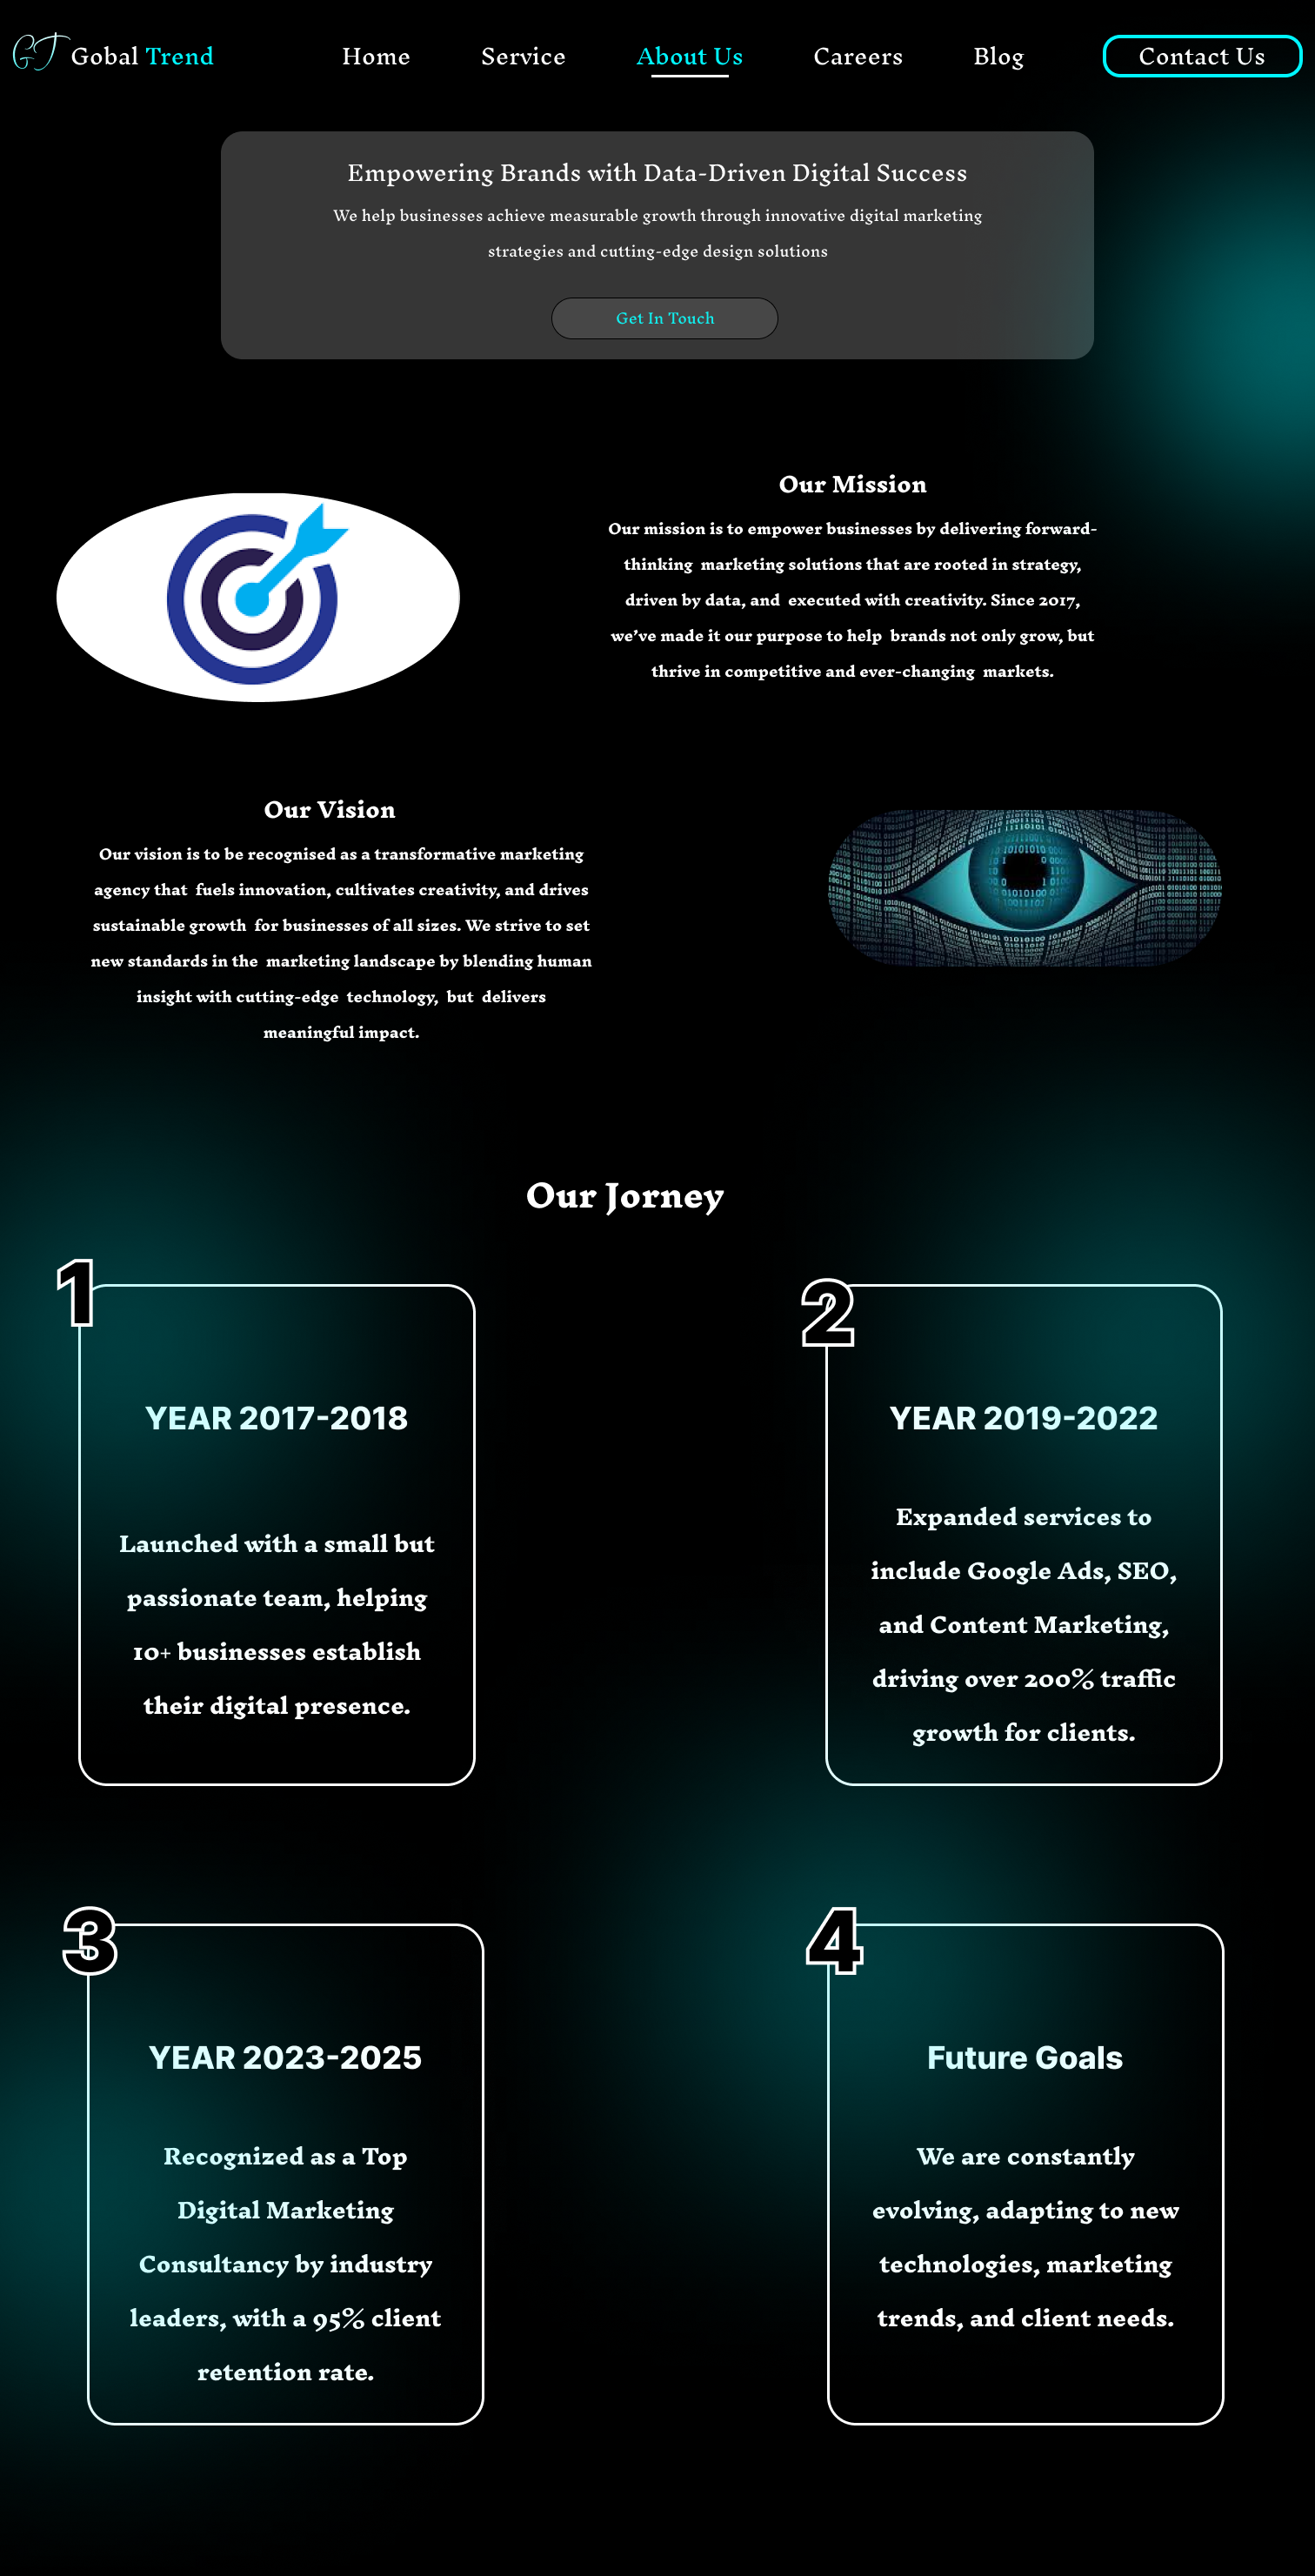 GT Gobal Trend
Home
Service
About Us
Careers
Blog
Contact Us
Empowering Brands with Data-Driven Digital Success
We help businesses achieve measurable growth through innovative digital marketing
strategies and cutting-edge design solutions
Get In Touch
Our Mission
Our mission is to empower businesses by delivering forward-
thinking marketing solutions that are rooted in strategy,
driven by data, and executed with creativity. Since 2017,
we've made it our purpose to help brands not only grow, but
thrive in competitive and ever-changing markets.
Our Vision
Our vision is to be recognised as a transformative marketing
agency that fuels innovation, cultivates creativity, and drives
sustainable growth for businesses of all sizes. We strive to set
new standards in the marketing landscape by blending human
insight with cutting-edge technology, but delivers
meaningful impact.
Our Jorney
1
YEAR 2017-2018
Launched with a small but
passionate team, helping
10+ businesses establish
their digital presence.
2
YEAR 2019-2022
Expanded services to
include Google Ads, SEO,
and Content Marketing,
driving over 200% traffic
growth for clients.
3
YEAR 2023-2025
Recognized as a Top
Digital Marketing
Consultancy by industry
leaders, with a 95% client
retention rate.
4
Future Goals
We are constantly
evolving, adapting to new
technologies, marketing
trends, and client needs.